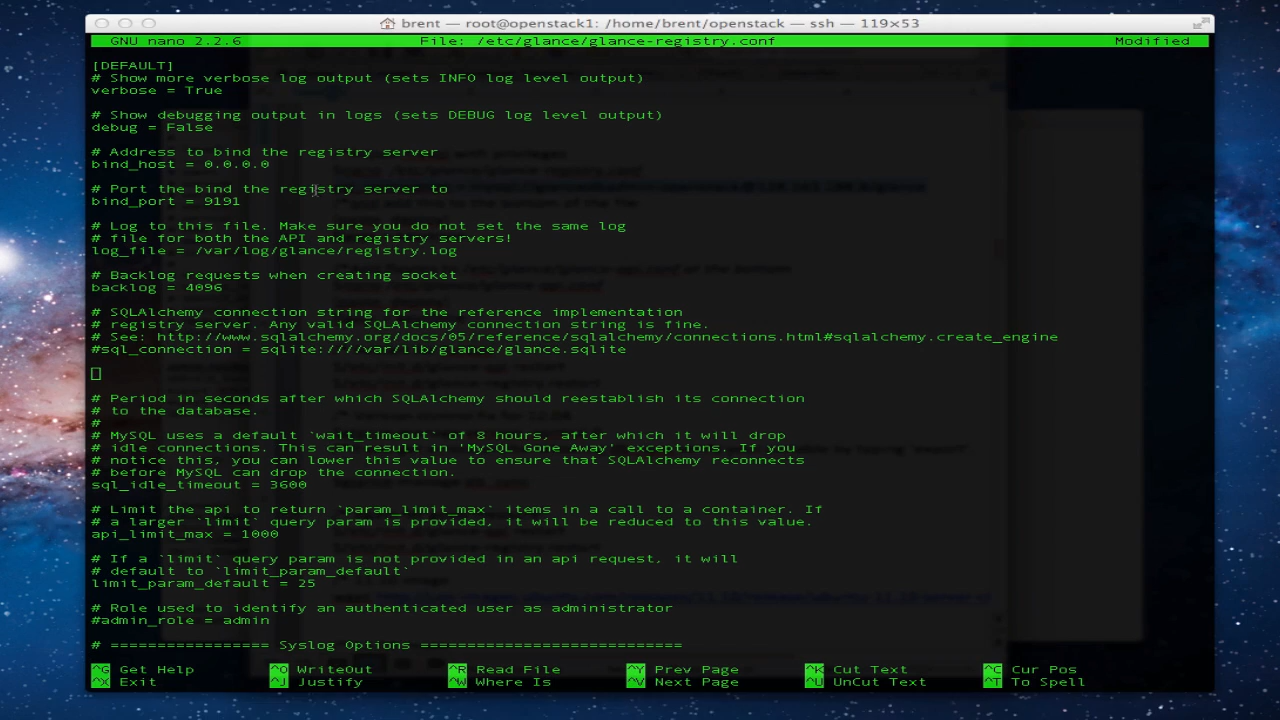 brent — root@openstack1: /home/brent/openstack — ssh — 119×53
GNU nano 2.2.6 File: /etc/glance/glance-registry.conf Modified
[DEFAULT]
# Show more verbose log output (sets INFO log level output)
verbose = True
# Show debugging output in logs (sets DEBUG log level output)
debug = False
# Address to bind the registry server
bind_host = 0.0.0.0
# Port the bind the registry server to
bind_port = 9191
# Log to this file. Make sure you do not set the same log
# file for both the API and registry servers!
log_file = /var/log/glance/registry.log
# Backlog requests when creating socket
backlog = 4096
# SQLAlchemy connection string for the reference implementation
# registry server. Any valid SQLAlchemy connection string is fine.
# See: http://www.sqlalchemy.org/docs/05/reference/sqlalchemy/connections.html#sqlalchemy.create_engine
#sql_connection = sqlite:////var/lib/glance/glance.sqlite
# Period in seconds after which SQLAlchemy should reestablish its connection
# to the database.
#
# MySQL uses a default `wait_timeout` of 8 hours, after which it will drop
# idle connections. This can result in 'MySQL Gone Away' exceptions. If you
# notice this, you can lower this value to ensure that SQLAlchemy reconnects
# before MySQL can drop the connection.
sql_idle_timeout = 3600
# Limit the api to return `param_limit_max` items in a call to a container. If
# a larger `limit` query param is provided, it will be reduced to this value.
api_limit_max = 1000
# If a `limit` query param is not provided in an api request, it will
# default to `limit_param_default`
limit_param_default = 25
# Role used to identify an authenticated user as administrator
#admin_role = admin
# ================= Syslog Options ============================
^G Get Help ^O WriteOut ^R Read File ^Y Prev Page ^K Cut Text ^C Cur Pos
^X Exit ^J Justify ^W Where Is ^V Next Page ^U UnCut Text ^T To Spell